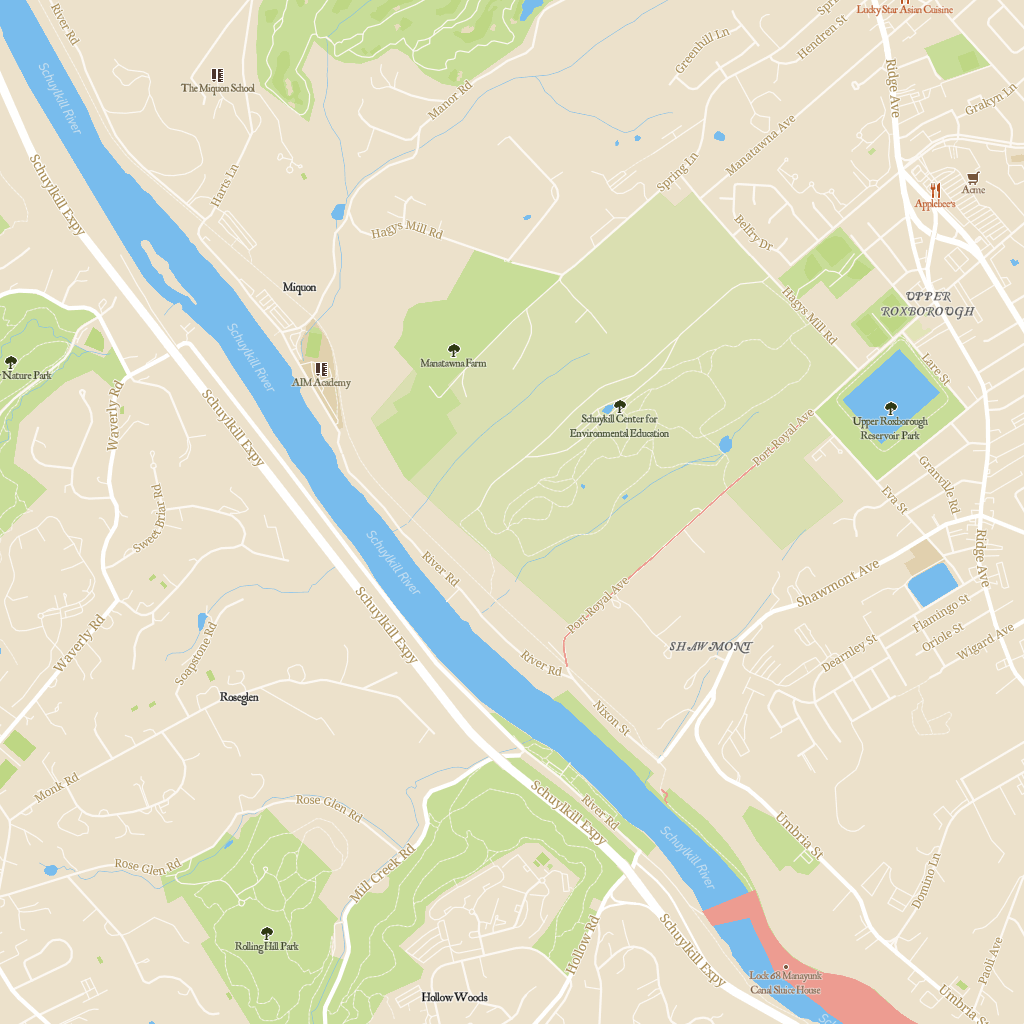 River Rd
Schuylkill River
The Miquon School
Manor Rd
Greenhill Ln
Hendren St
Lucky Star Asian Cuisine
Ridge Ave
Grakyn Ln
Schuylkill Expy
Harts Ln
Spring Ln
Manatawna Ave
Acme
Applebee's
Hagys Mill Rd
Belfry Dr
Miquon
Hagys Mill Rd
UPPER
ROXBOROUGH
Schuylkill River
Manatawna Farm
Nature Park
AIM Academy
Lare St
Waverly Rd
Schuylkill Expy
Schuykill Center for
Environmental Education
Port-Royal-Ave
Upper Roxborough
Reservoir Park
Sweet Briar Rd
Eva St
Granville Rd
Schuylkill River
River Rd
Ridge Ave
Schuylkill Expy
Port-Royal-Ave
Shawmont Ave
Flamingo St
Waverly Rd
Soapstone Rd
SHAWMONT
Dearnley St
Oriole St
Wigard Ave
River Rd
Roseglen
Nixon St
Monk Rd
Rose Glen Rd
Schuylkill Expy
River Rd
Umbria St
Rose Glen Rd
Mill Creek Rd
Schuylkill River
Domino Ln
Rolling Hill Park
Hollow Rd
Schuylkill Expy
Paoli Ave
Lock 68 Manayunk
Canal Sluice House
Hollow Woods
Umbria St